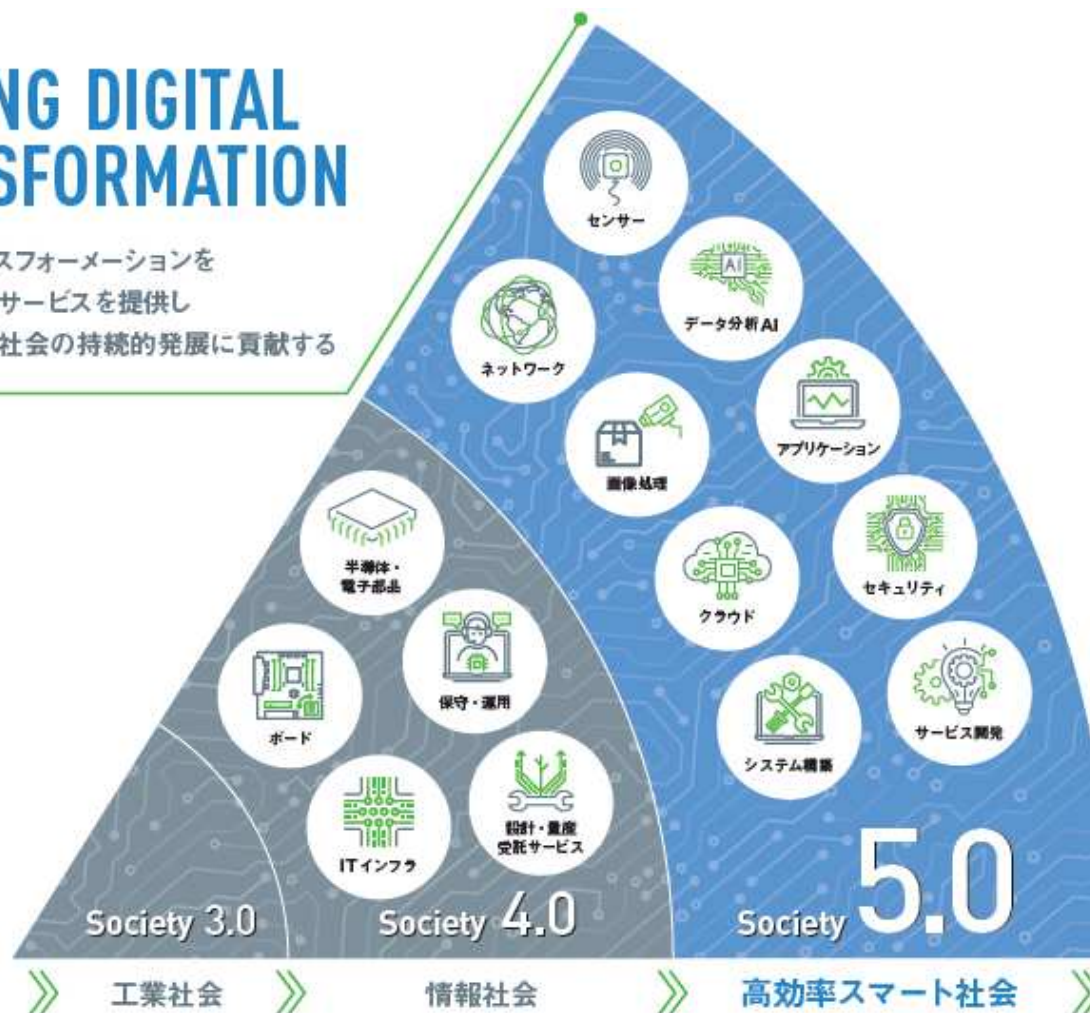 NG DIGITAL
SFORMATION
スフォーメーションを
サービスを提供し
社会の持続的発展に貢献する
センサー
AI
データ分析AI
ネットワーク
アプリケーション
画像処理
セキュリティ
クラウド
サービス開発
システム構築
半導体・
電子部品
保守・運用
ボード
設計・量産
受託サービス
ITインフラ
Society 3.0
Society 4.0
Society 5.0
工業社会
情報社会
高効率スマート社会